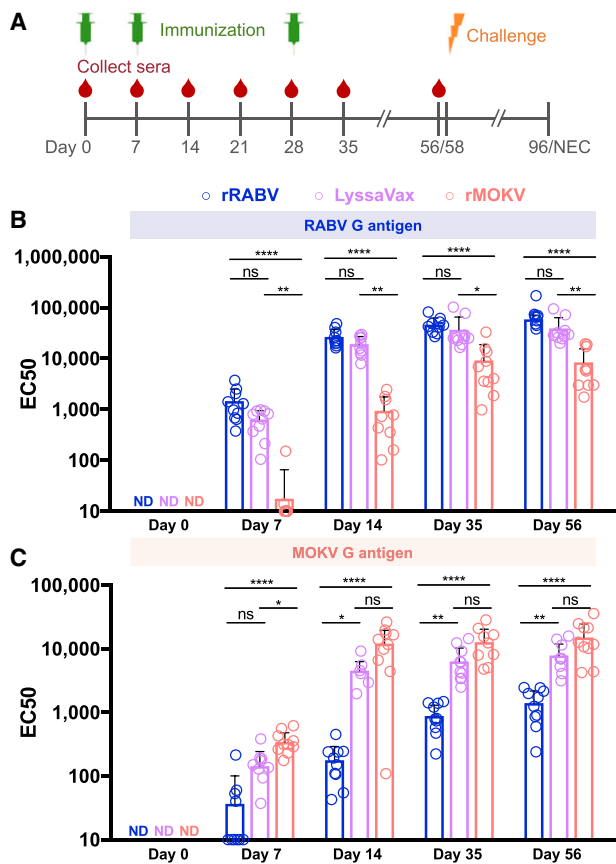 A
Immunization
Challenge
Collect sera
Day 0 7 14 21 28 35 56/58 96/NEC
rRABV LyssaVax rMOKV
B
RABV G antigen
1,000,000
100,000
10,000
1,000
100
10
EC50
**** **** **** ****
ns ns ns ns
** ** * **
ND ND ND
Day 0 Day 7 Day 14 Day 35 Day 56
C
MOKV G antigen
100,000
10,000
1,000
100
10
EC50
**** **** **** ****
* ns ns ns
ns * ** **
ND ND ND
Day 0 Day 7 Day 14 Day 35 Day 56